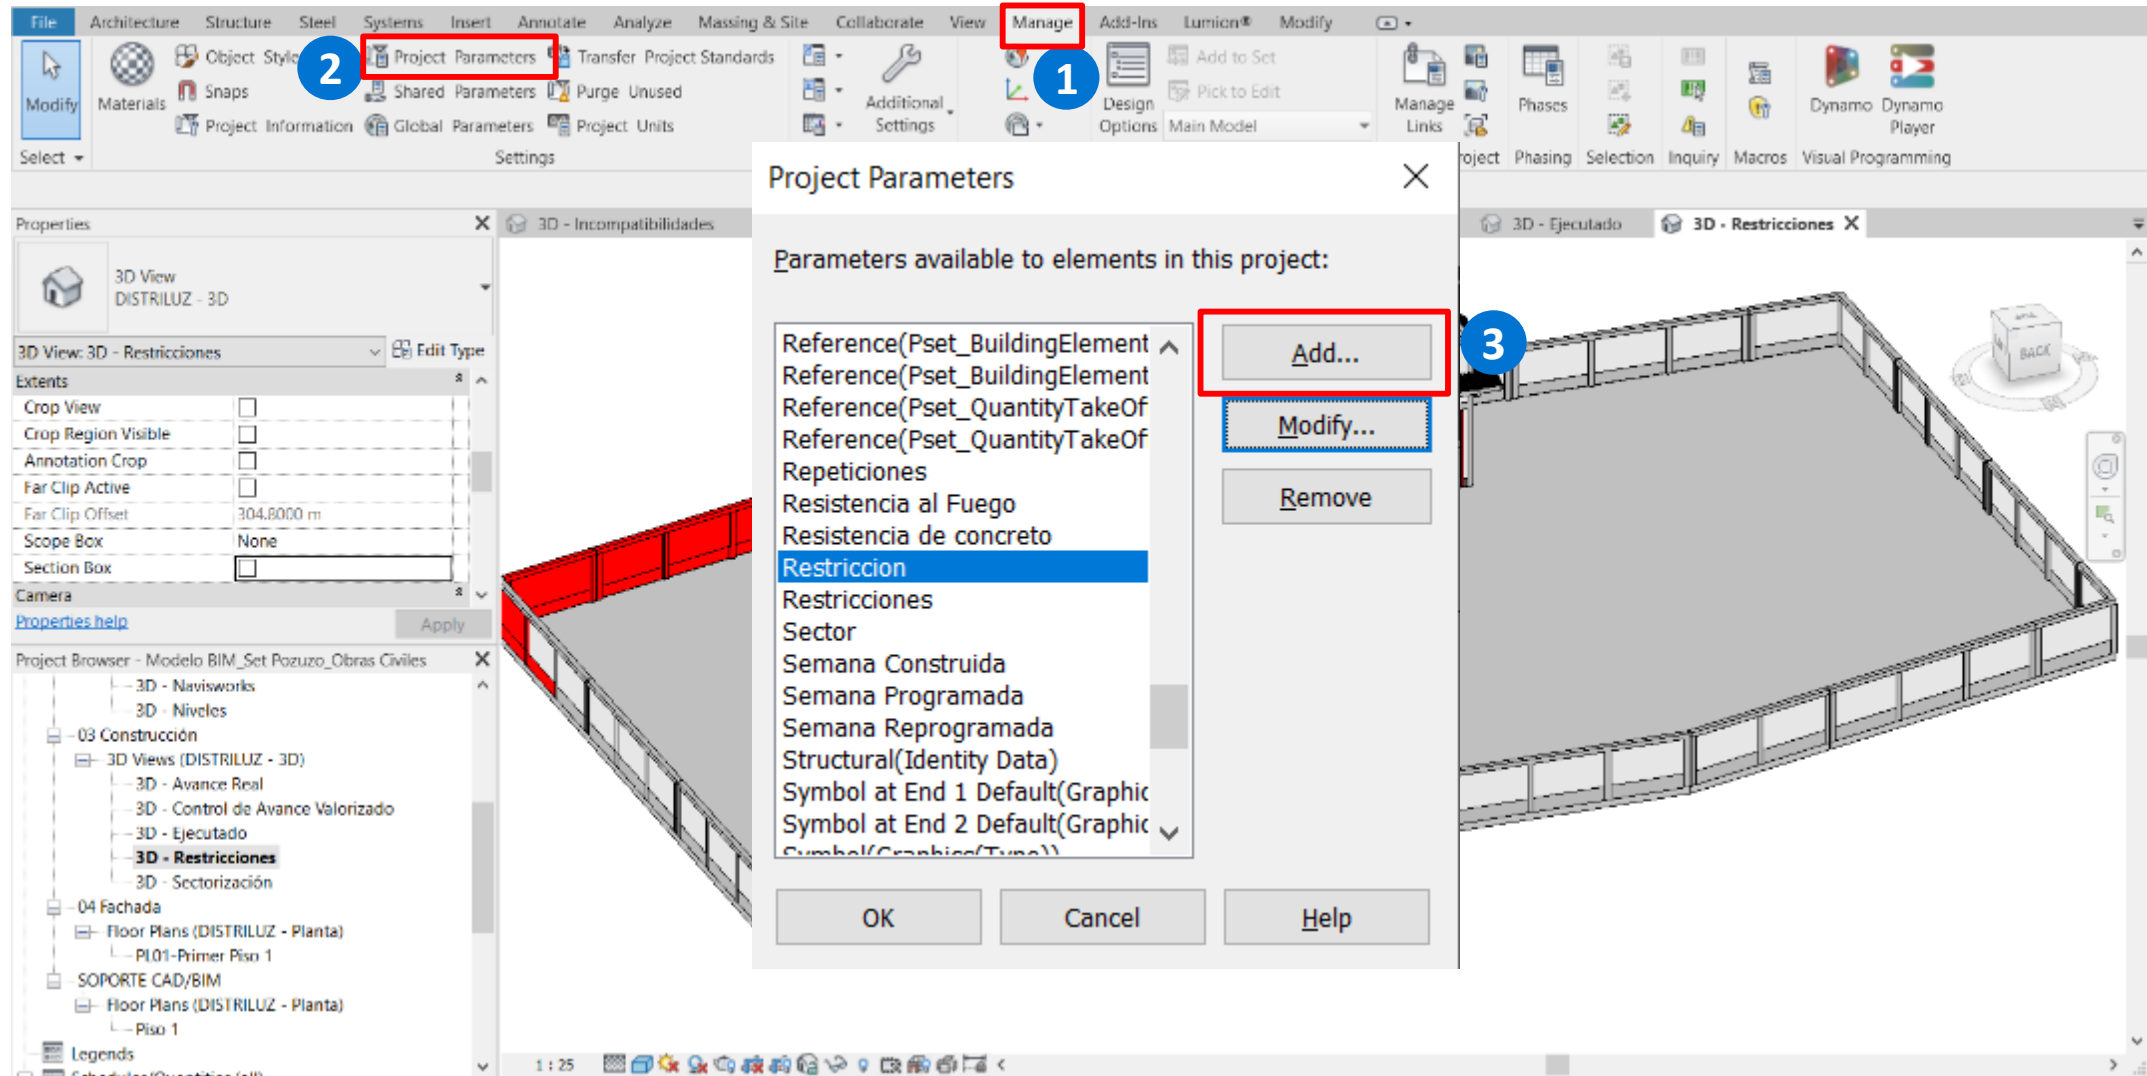 File Architecture Structure Steel Systems Insert Annotate Analyze Massing & Site Collaborate View Manage Add-Ins Lumion® Modify
Modify
Materials
Object Style
Snaps
Project Information
2
Project Parameters
Shared Parameters
Global Parameters
Transfer Project Standards
Purge Unused
Project Units
Additional
Settings
1
Design
Options
Add to Set
Pick to Edit
Main Model
Manage
Links
Phases
Dynamo
Dynamo
Player
Select
Settings
roject Phasing Selection Inquiry Macros Visual Programming
Properties
3D - Incompatibilidades
3D - Ejecutado
3D - Restricciones
3D View
DISTRILUZ - 3D
3D View: 3D - Restricciones
Edit Type
Extents
Crop View
Crop Region Visible
Annotation Crop
Far Clip Active
Far Clip Offset 304.8000 m
Scope Box None
Section Box
Camera
Properties help
Apply
Project Browser - Modelo BIM_Set Pozuzo_Obras Civiles
3D - Navisworks
3D - Niveles
03 Construcción
3D Views (DISTRILUZ - 3D)
3D - Avance Real
3D - Control de Avance Valorizado
3D - Ejecutado
3D - Restricciones
3D - Sectorización
04 Fachada
Floor Plans (DISTRILUZ - Planta)
PL01-Primer Piso 1
SOPORTE CAD/BIM
Floor Plans (DISTRILUZ - Planta)
Piso 1
Legends
Project Parameters
Parameters available to elements in this project:
Reference(Pset_BuildingElement
Reference(Pset_BuildingElement
Reference(Pset_QuantityTakeOf
Reference(Pset_QuantityTakeOf
Repeticiones
Resistencia al Fuego
Resistencia de concreto
Restriccion
Restricciones
Sector
Semana Construida
Semana Programada
Semana Reprogramada
Structural(Identity Data)
Symbol at End 1 Default(Graphic
Symbol at End 2 Default(Graphic
Symbol(Graphics(Type))
Add...
3
Modify...
Remove
OK
Cancel
Help
BACK
1 : 25